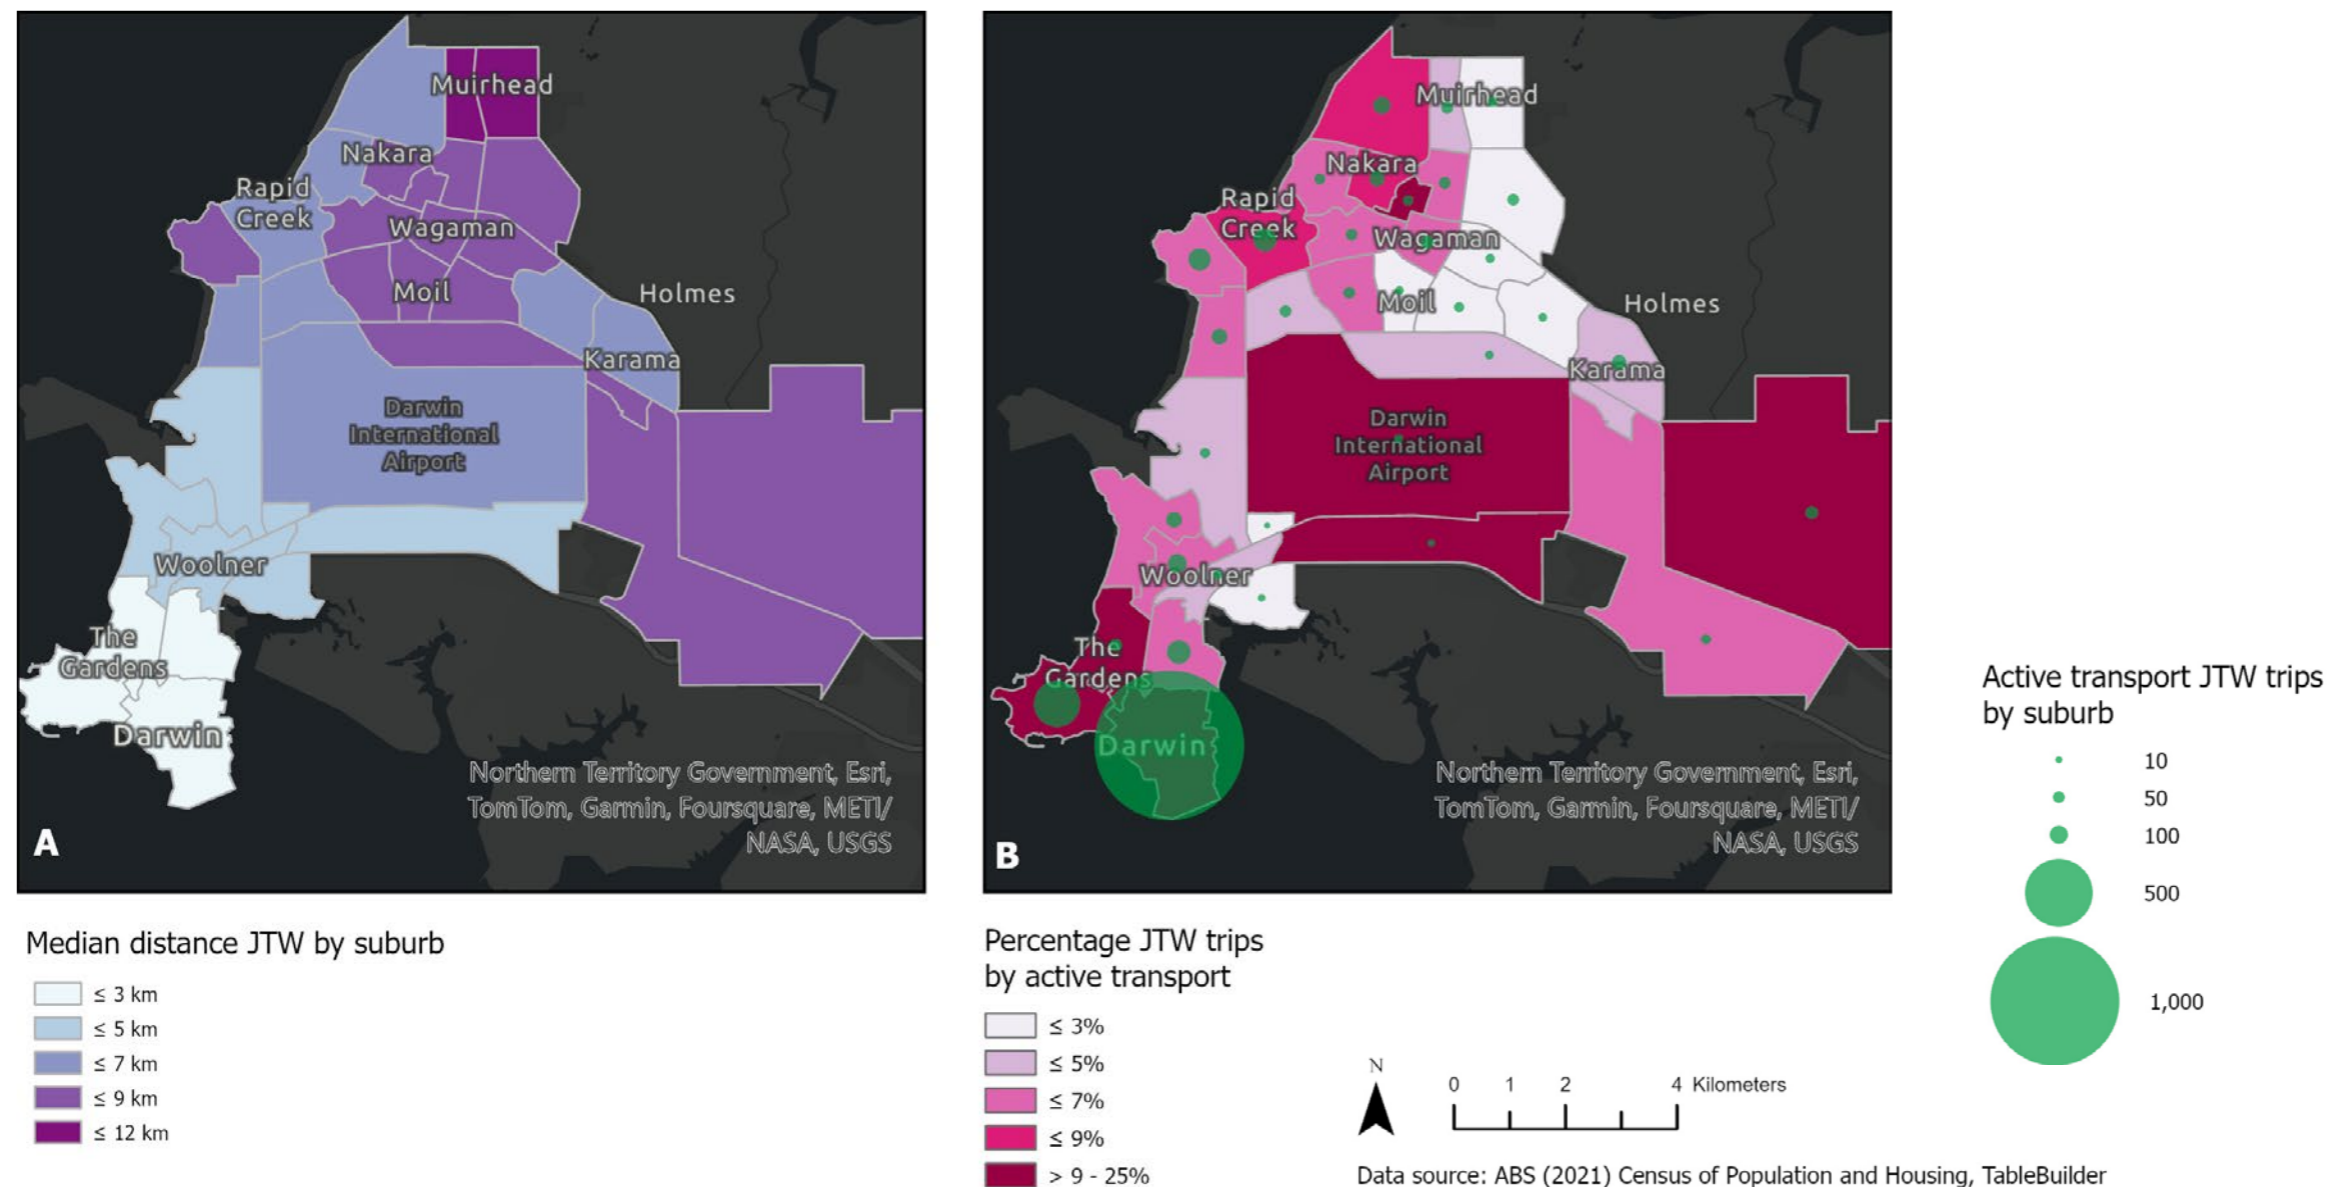 Muirhead
Nakara
Rapid
Creek
Wagaman
Moil
Holmes
Karama
Darwin
International
Airport
Woolner
The
Gardens
Darwin
Northern Territory Government, Esri,
TomTom, Garmin, Foursquare, METI/
NASA, USGS
A
Muirhead
Nakara
Rapid
Creek
Wagaman
Moil
Holmes
Karama
Darwin
International
Airport
Woolner
The
Gardens
Darwin
Northern Territory Government, Esri,
TomTom, Garmin, Foursquare, METI/
NASA, USGS
B
Active transport JTW trips
by suburb
10
50
100
500
1,000
Median distance JTW by suburb
≤ 3 km
≤ 5 km
≤ 7 km
≤ 9 km
≤ 12 km
Percentage JTW trips
by active transport
≤ 3%
≤ 5%
≤ 7%
≤ 9%
> 9 - 25%
N
0 1 2 4 Kilometers
Data source: ABS (2021) Census of Population and Housing, TableBuilder